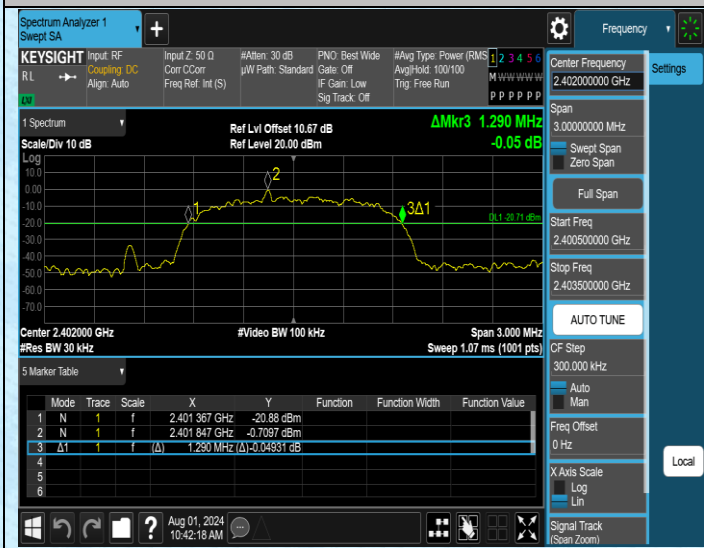 Spectrum Analyzer 1
Swept SA
+
Frequency
KEYSIGHT
RL
Input: RF
Coupling: DC
Align: Auto
Input Z: 50 Ω
Corr CCorr
Freq Ref: Int (S)
#Atten: 30 dB
µW Path: Standard
PNO: Best Wide
Gate: Off
IF Gain: Low
Sig Track: Off
#Avg Type: Power (RMS
Avg|Hold: 100/100
Trig: Free Run
1 2 3 4 5 6
M W W W W W
P P P P P P
1 Spectrum
Scale/Div 10 dB
Ref Lvl Offset 10.67 dB
Ref Level 20.00 dBm
ΔMkr3 1.290 MHz
-0.05 dB
Log
10.0
0.00
-10.0
-20.0
-30.0
-40.0
-50.0
-60.0
-70.0
1
2
3Δ1
DL1 -20.71 dBm
Center 2.402000 GHz
#Res BW 30 kHz
#Video BW 100 kHz
Span 3.000 MHz
Sweep 1.07 ms (1001 pts)
5 Marker Table
Mode Trace Scale X Y Function Function Width Function Value
1 N 1 f 2.401 367 GHz -20.88 dBm
2 N 1 f 2.401 847 GHz -0.7097 dBm
3 Δ1 1 f (Δ) 1.290 MHz (Δ) -0.04931 dB
4
5
6
Aug 01, 2024
10:42:18 AM
?
Center Frequency
2.402000000 GHz
Span
3.00000000 MHz
Swept Span
Zero Span
Full Span
Start Freq
2.400500000 GHz
Stop Freq
2.403500000 GHz
AUTO TUNE
CF Step
300.000 kHz
Auto
Man
Freq Offset
0 Hz
X Axis Scale
Log
Lin
Signal Track
(Span Zoom)
Settings
Local